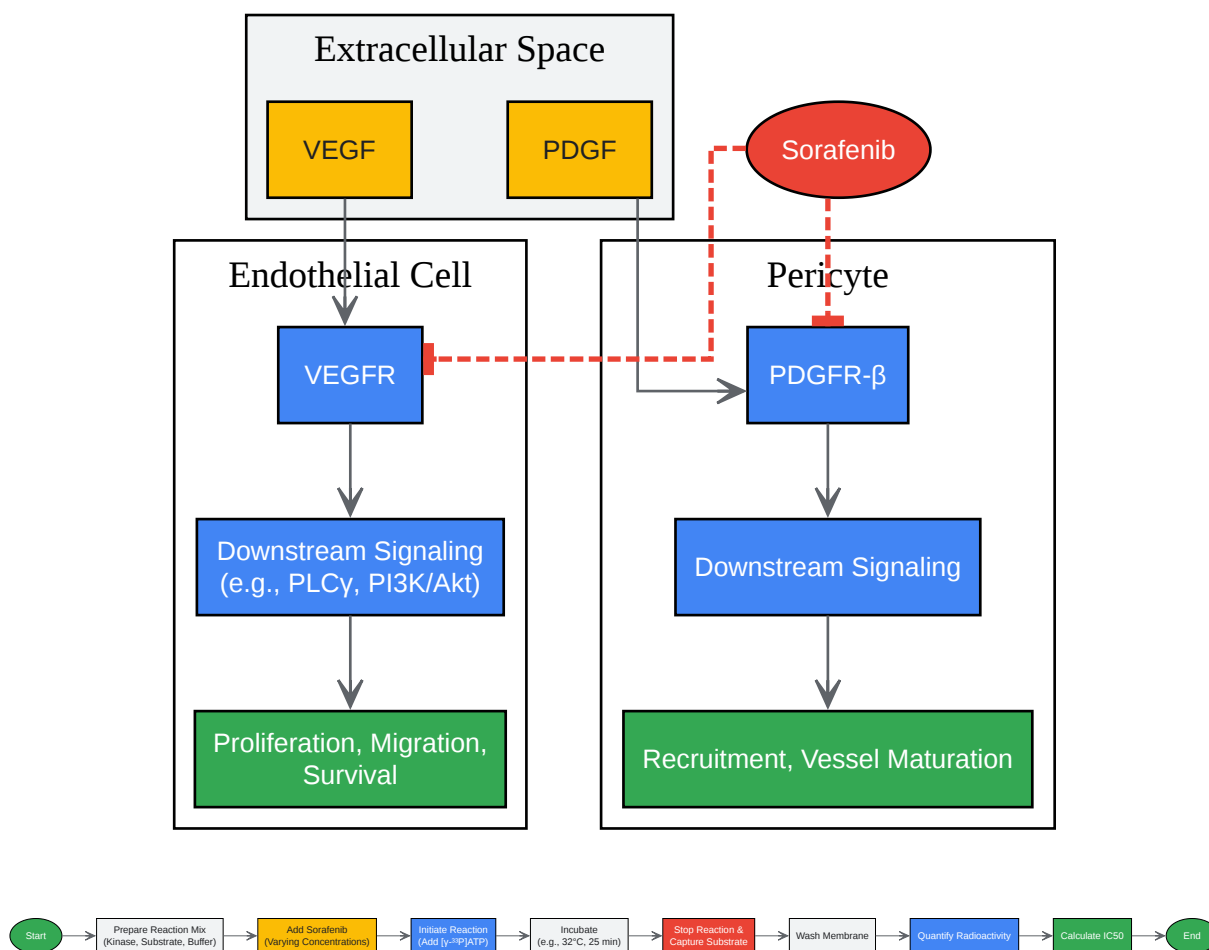 Extracellular Space
VEGF
PDGF
Sorafenib
Endothelial Cell
Pericyte
VEGFR
PDGFR-β
Downstream Signaling
(e.g., PLCγ, PI3K/Akt)
Downstream Signaling
Proliferation, Migration,
Survival
Recruitment, Vessel Maturation
Start
Prepare Reaction Mix
(Kinase, Substrate, Buffer)
Add Sorafenib
(Varying Concentrations)
Initiate Reaction
(Add [γ-³³P]ATP)
Incubate
(e.g., 32°C, 25 min)
Stop Reaction &
Capture Substrate
Wash Membrane
Quantify Radioactivity
Calculate IC50
End